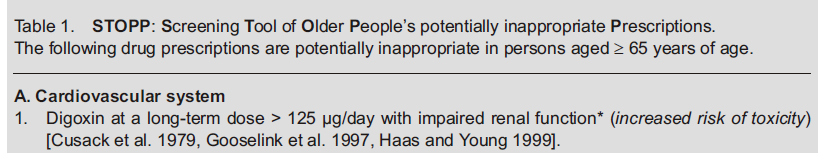 Table 1. STOPP: Screening Tool of Older People’s potentially inappropriate Prescriptions.
The following drug prescriptions are potentially inappropriate in persons aged ≥ 65 years of age.
A. Cardiovascular system
1. Digoxin at a long-term dose > 125 µg/day with impaired renal function* (increased risk of toxicity)
[Cusack et al. 1979, Gooselink et al. 1997, Haas and Young 1999].